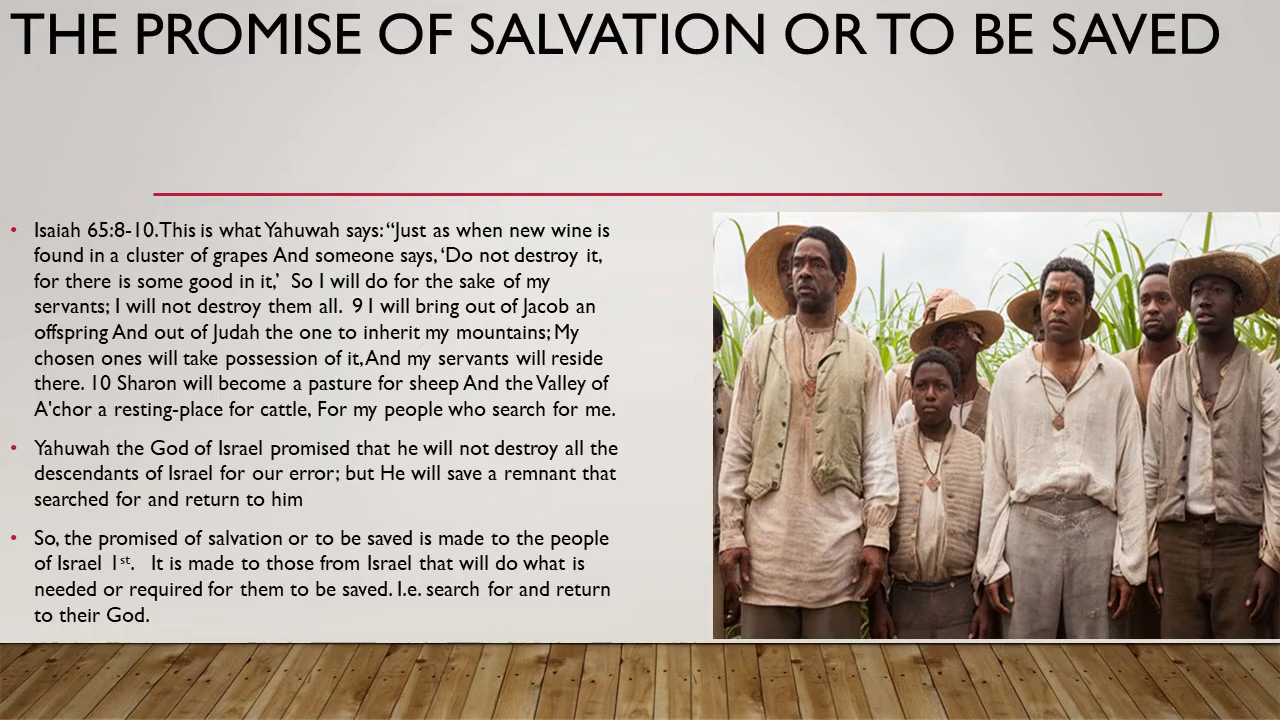 THE PROMISE OF SALVATION OR TO BE SAVED
• Isaiah 65:8-10. This is what Yahuwah says: “Just as when new wine is
found in a cluster of grapes And someone says, ‘Do not destroy it,
for there is some good in it,’  So I will do for the sake of my
servants; I will not destroy them all.  9 I will bring out of Jacob an
offspring And out of Judah the one to inherit my mountains; My
chosen ones will take possession of it, And my servants will reside
there. 10 Sharon will become a pasture for sheep And the Valley of
A'chor a resting-place for cattle, For my people who search for me.
• Yahuwah the God of Israel promised that he will not destroy all the
descendants of Israel for our error; but He will save a remnant that
searched for and return to him
• So, the promised of salvation or to be saved is made to the people
of Israel 1st.   It is made to those from Israel that will do what is
needed or required for them to be saved. I.e. search for and return
to their God.